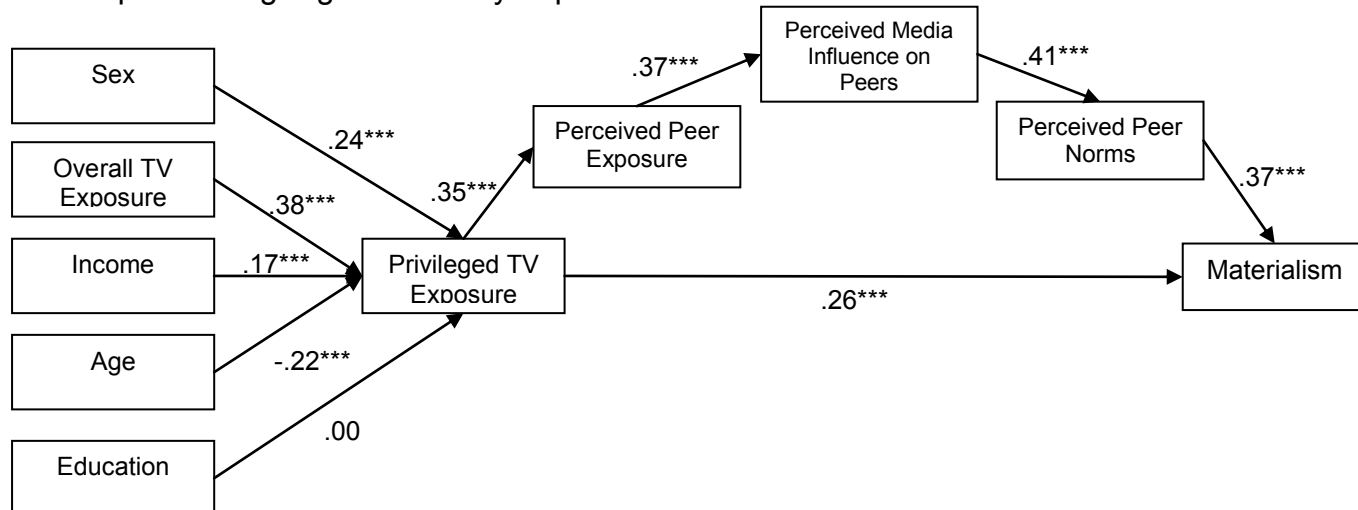 Perceived Media
Influence on
Peers
Sex
.37***
.41***
Perceived Peer
Exposure
Perceived Peer
Norms
.24***
Overall TV
Exposure
.35***
.37***
.38***
Income
.17***
Privileged TV
Exposure
Materialism
.26***
Age
-.22***
.00
Education